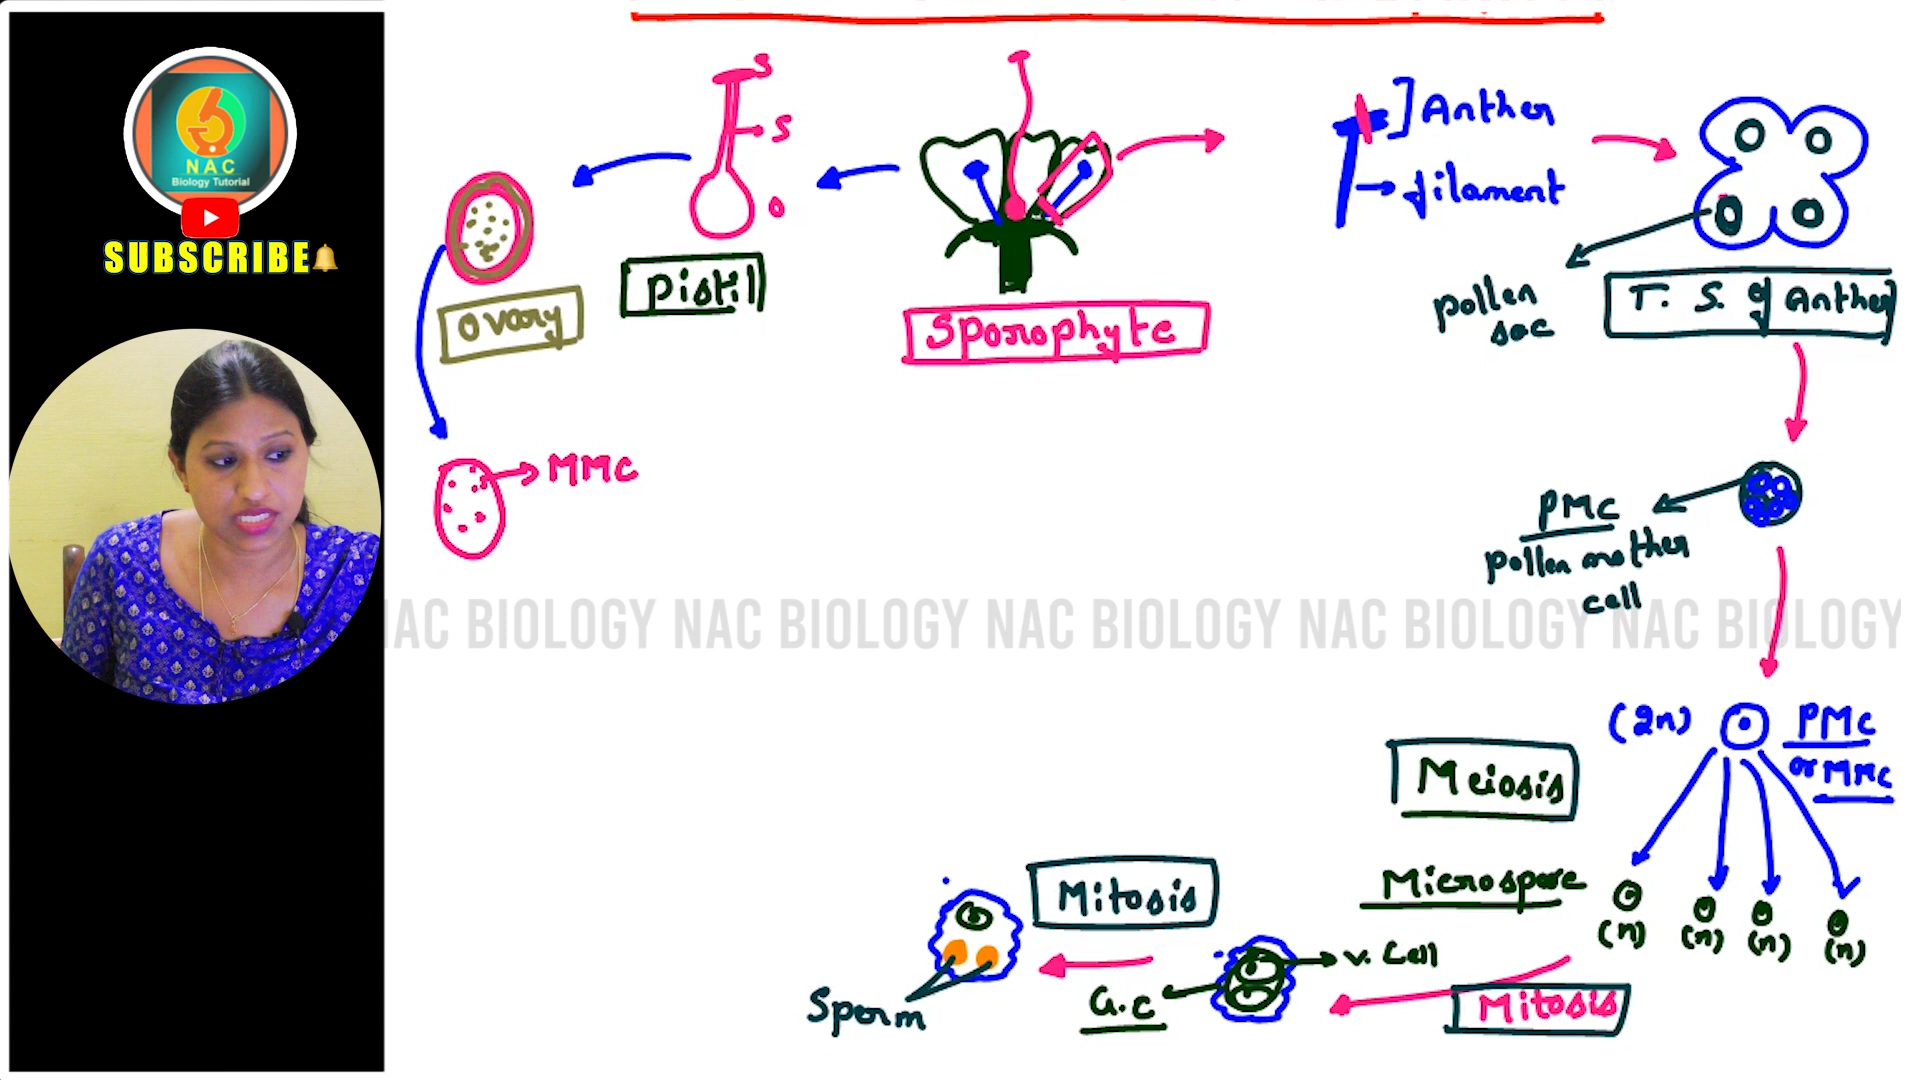 NAC
Biology Tutorial
SUBSCRIBE
S
S
O
Pistil
Ovary
MMC
Sporophyte
Anther
filament
pollen
sac
T. S. of Anther
PMC
pollen mother
cell
NAC BIOLOGY NAC BIOLOGY NAC BIOLOGY NAC BIOLOGY NAC BIOLOGY
(2n)
PMC
or MMC
Meiosis
Microspore
(n) (n) (n) (n)
Mitosis
v. Cell
G.C
Mitosis
Sperm